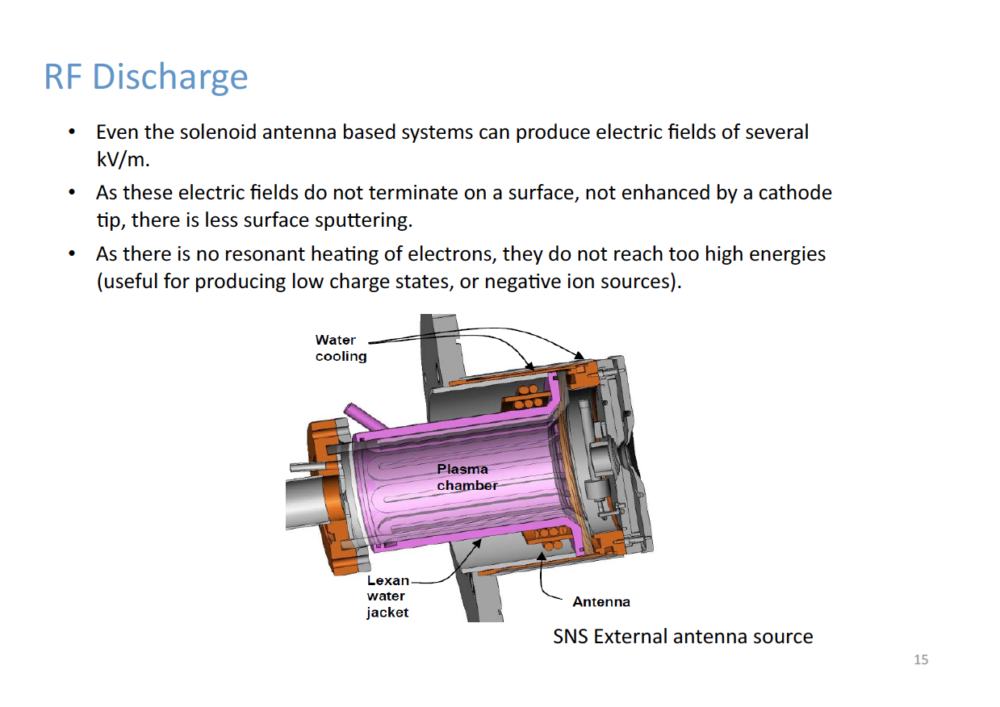 RF Discharge
• Even the solenoid antenna based systems can produce electric fields of several
kV/m.
• As these electric fields do not terminate on a surface, not enhanced by a cathode
tip, there is less surface sputtering.
• As there is no resonant heating of electrons, they do not reach too high energies
(useful for producing low charge states, or negative ion sources).
Water
cooling
Plasma
chamber
Lexan
water
jacket
Antenna
SNS External antenna source
15